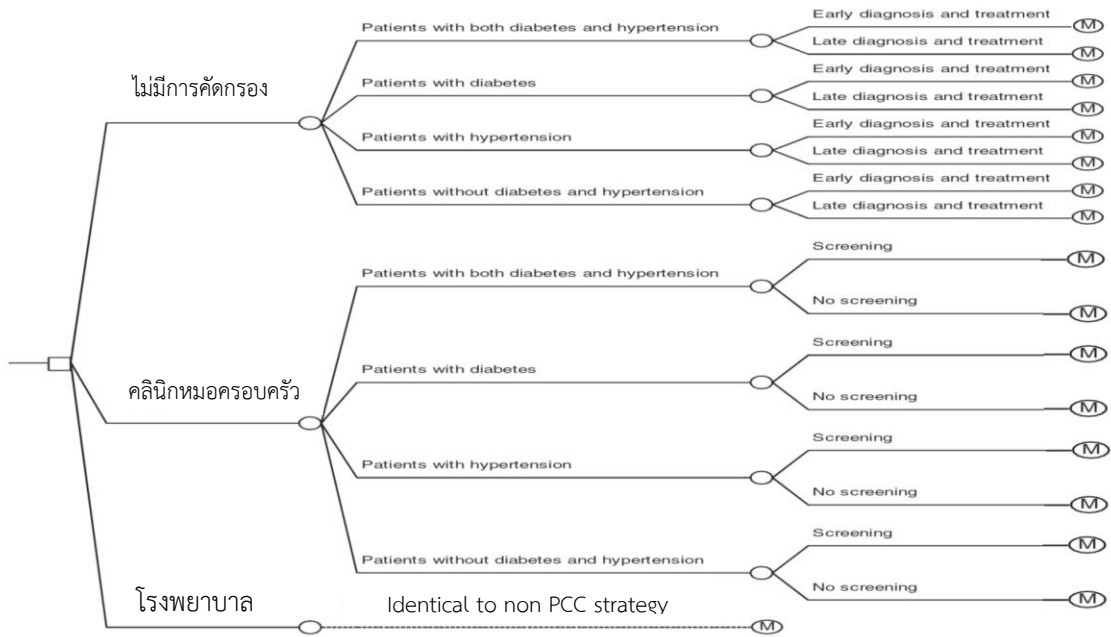 Patients with both diabetes and hypertension
Early diagnosis and treatment
M
Late diagnosis and treatment
M
ไม่มีการคัดกรอง
Patients with diabetes
Early diagnosis and treatment
M
Late diagnosis and treatment
M
Patients with hypertension
Early diagnosis and treatment
M
Late diagnosis and treatment
M
Patients without diabetes and hypertension
Early diagnosis and treatment
M
Late diagnosis and treatment
M
คลินิกหมอครอบครัว
Patients with both diabetes and hypertension
Screening
M
No screening
M
Patients with diabetes
Screening
M
No screening
M
Patients with hypertension
Screening
M
No screening
M
Patients without diabetes and hypertension
Screening
M
No screening
M
โรงพยาบาล
Identical to non PCC strategy
M